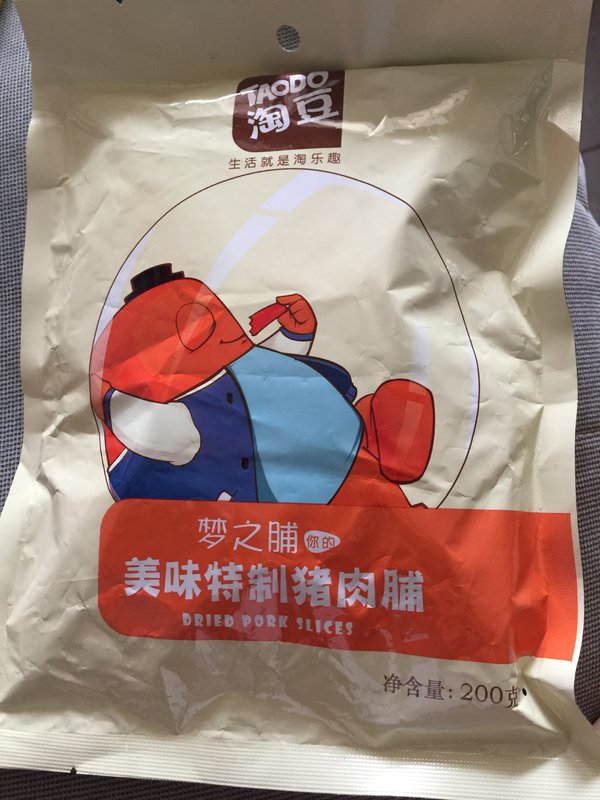 TAODO
淘豆
生活就是淘乐趣
梦之脯 你的
美味特制猪肉脯
DRIED PORK SLICES
净含量：200克